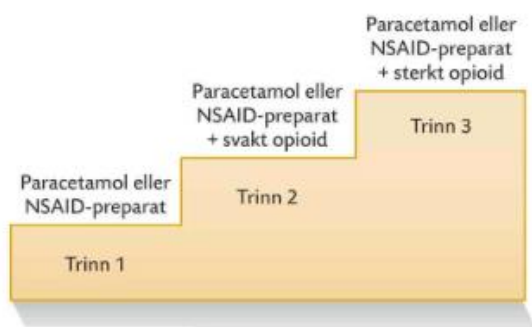 Paracetamol eller
NSAID-preparat
+ sterkt opioid
Trinn 3
Paracetamol eller
NSAID-preparat
+ svakt opioid
Trinn 2
Paracetamol eller
NSAID-preparat
Trinn 1